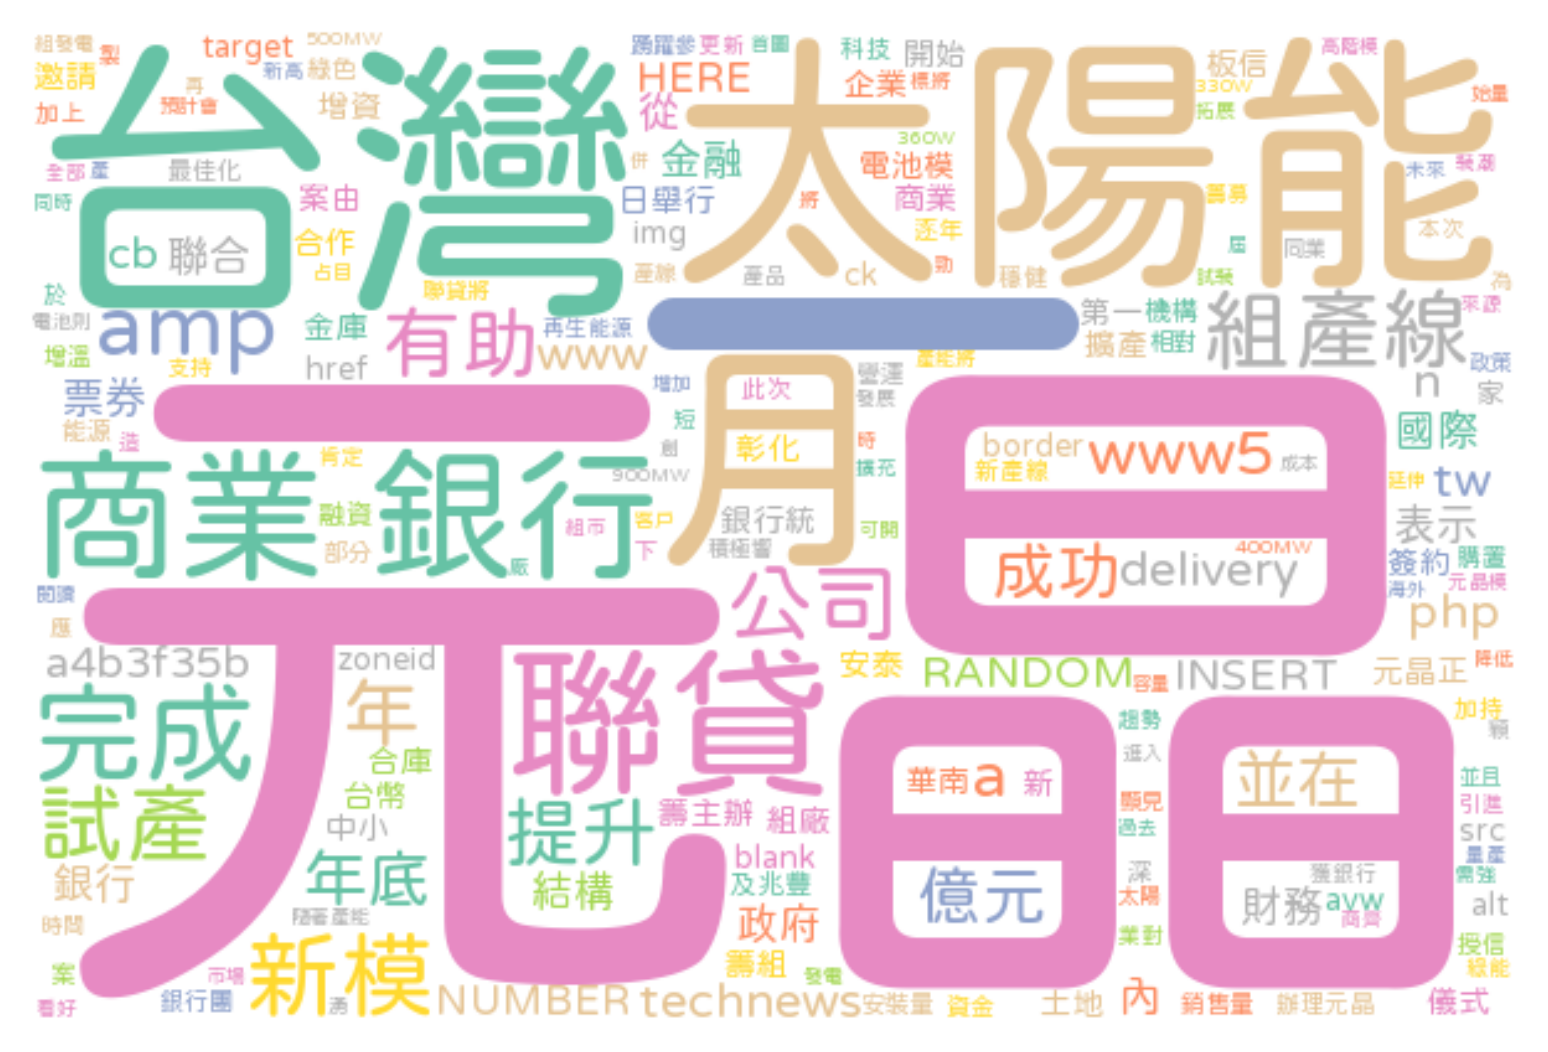 組發電 製 target 500MW 踴躍參 更新 首圖 科技 開始 板信 高階模
邀請 新高 綠色 HERE 企業 標將 330W
加上 再 預計會 增資 從 拓展 始量
台灣 太陽能
全部 產 最佳化 併 金融 360W 電池模 未來 裝潢
同時 案由 日舉行 將 商業 籌募
cb 聯合 合作 img 逐年 屆 同業 本次
占目 產線 產品 ck 勁 穩健 試裝 為
於 聯貸將
電池則 amp 金庫 有助 再生能源 一 第一 機構 組產線 來源
增溫 支持 href www 產能將 擴產 相對 政策
票券 增加 此次 營運 n 家
能源 造 短 發展
肯定 創 彰化 時 border www5 成本 國際
商業銀行 月 擴充 新產線 延伸 tw
融資 900MW
部分 組市 客戶 銀行統 可開 表示
廠 下 積極響 成功 delivery 400MW 簽約 購置
閱讀 海外 元晶模
應 公司 php
a4b3f35b zoneid 安泰 RANDOM 容量 INSERT 元晶正 降低
元晶
完成 年 聯貸 趨勢 加持
合庫 進入 穎
台幣 華南 a 新 並在 並且
試產 中小 提升 籌主辦 組廠 顯見 引進
過去 src
銀行 年底 結構 blank 量產
及兆豐 億元 深 獲銀行 需強
隨著產能 太陽 財務 avw alt
時間 政府 商齊
新模 業對 授信
案 市場 籌組 發電 綠能
看好 銀行團 湧 NUMBER technews 安裝量 資金 土地 內 銷售量 辦理元晶 儀式